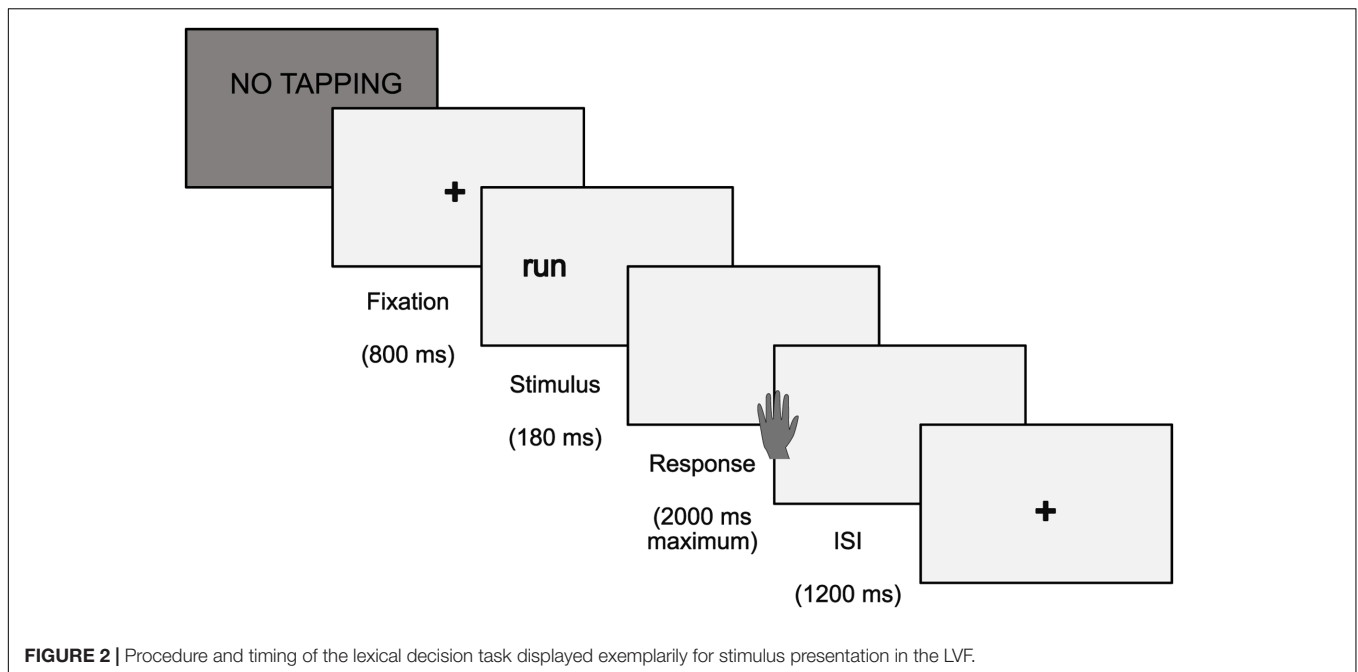 NO TAPPING
+
run
Fixation
(800 ms)
Stimulus
(180 ms)
Response
(2000 ms
maximum)
ISI
(1200 ms)
+
FIGURE 2 | Procedure and timing of the lexical decision task displayed exemplarily for stimulus presentation in the LVF.